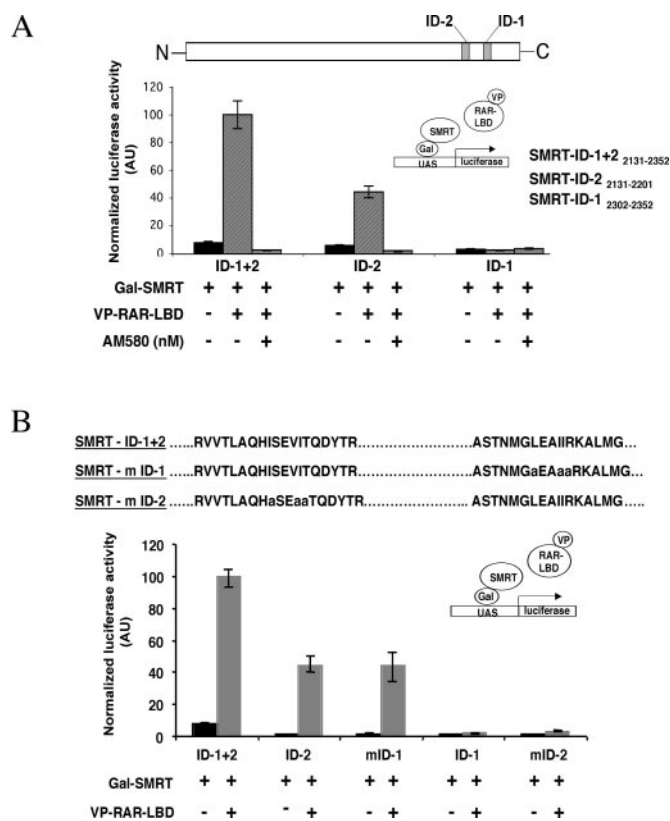 A
ID-2 ID-1
N C
Normalized luciferase activity
(AU)
120
100
80
60
40
20
0
VP
RAR-
LBD
SMRT
Gal
UAS luciferase
SMRT-ID-1+2 2131-2352
SMRT-ID-2 2131-2201
SMRT-ID-1 2302-2352
ID-1+2 ID-2 ID-1
Gal-SMRT + + + + + + + + +
VP-RAR-LBD - + + - + + - + +
AM580 (nM) - - + - - + - - +
B
SMRT - ID-1+2 ......RVVTLAQHISEVITQDYTR........................ASTNMGLEAIIRKALMG...
SMRT - m ID-1 ......RVVTLAQHISEVITQDYTR........................ASTNMGaEAaaRKALMG...
SMRT - m ID-2 ......RVVTLAQHaSEaaTQDYTR........................ASTNMGLEAIIRKALMG.....
Normalized luciferase activity
(AU)
120
100
80
60
40
20
0
VP
RAR-
LBD
SMRT
Gal
UAS luciferase
ID-1+2 ID-2 mID-1 ID-1 mID-2
Gal-SMRT + + + + + + + + + +
VP-RAR-LBD - + - + - + - + - +